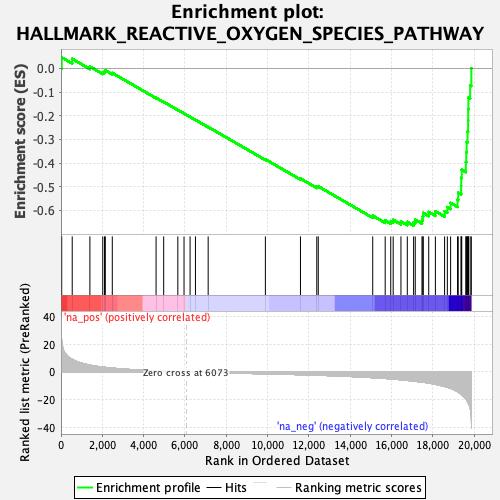 Enrichment plot:
HALLMARK_REACTIVE_OXYGEN_SPECIES_PATHWAY
Enrichment score (ES)
0.0
-0.1
-0.2
-0.3
-0.4
-0.5
-0.6
Ranked list metric (PreRanked)
40
20
0
-20
-40
'na_pos' (positively correlated)
Zero cross at 6073
'na_neg' (negatively correlated)
0
2,000
4,000
6,000
8,000
10,000
12,000
14,000
16,000
18,000
20,000
Rank in Ordered Dataset
Enrichment profile
Hits
Ranking metric scores